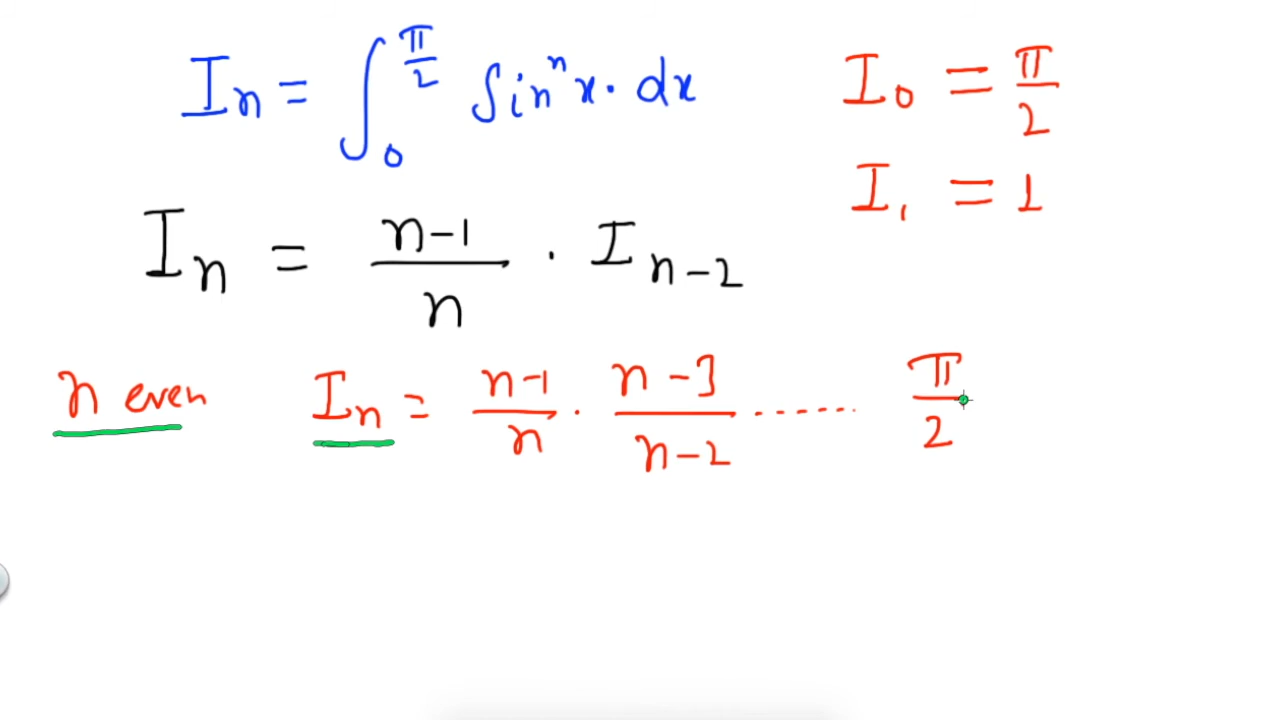 Iₙ = ∫₀^(π/2) sinⁿx · dx
I₀ = π/2
I₁ = 1
Iₙ = (n-1)/n · Iₙ₋₂
n even Iₙ = (n-1)/n · (n-3)/(n-2) ....... π/2